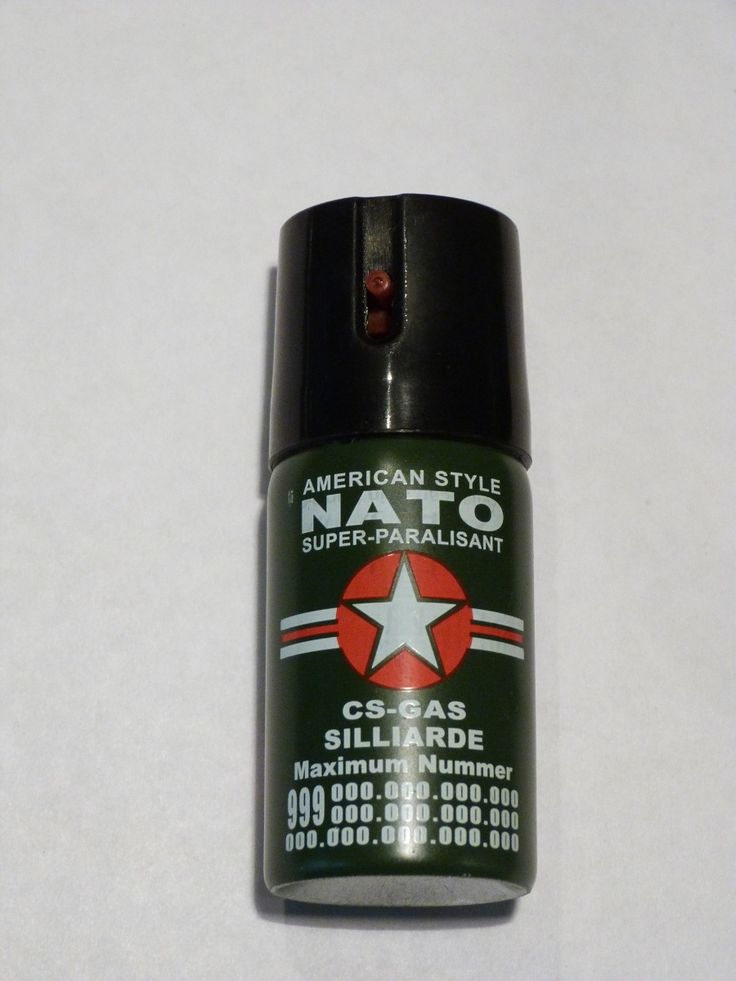 AMERICAN STYLE
NATO
SUPER-PARALISANT
CS-GAS
SILLIARDE
Maximum Nummer
999 000.000.000.000
000.000.000.000
000.000.000.000.000